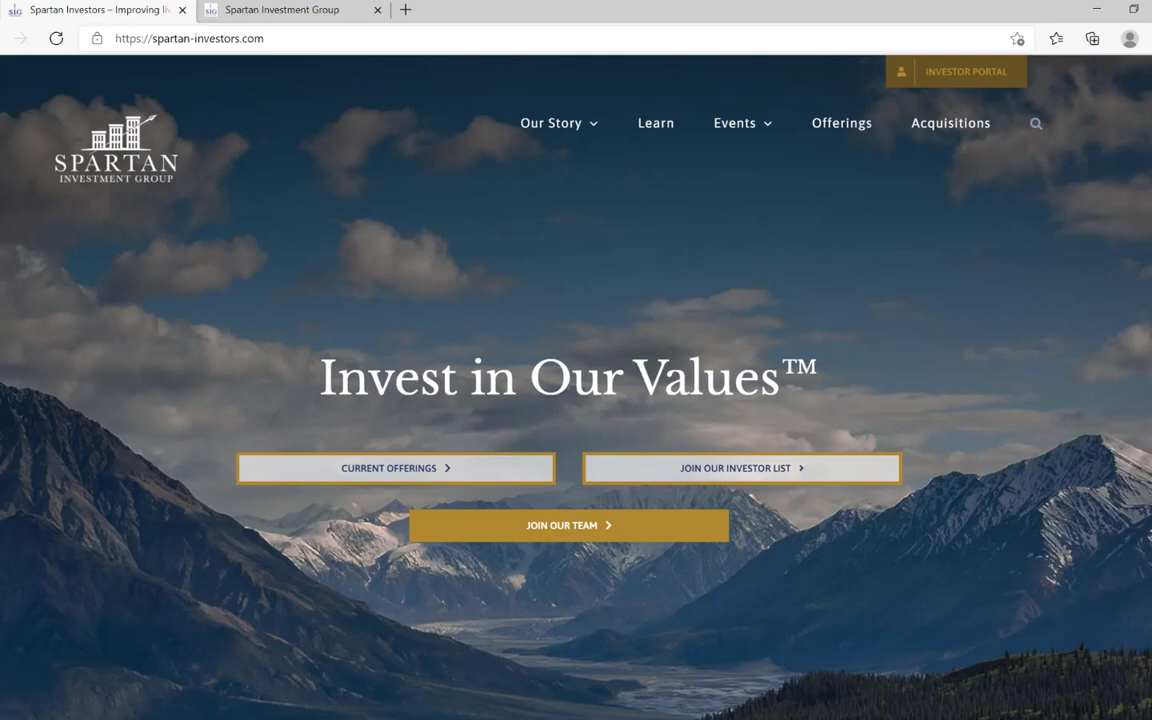 Spartan Investors – Improving li
Spartan Investment Group
https://spartan-investors.com
INVESTOR PORTAL
Our Story
Learn
Events
Offerings
Acquisitions
SPARTAN
INVESTMENT GROUP
Invest in Our Values™
CURRENT OFFERINGS
JOIN OUR INVESTOR LIST
JOIN OUR TEAM